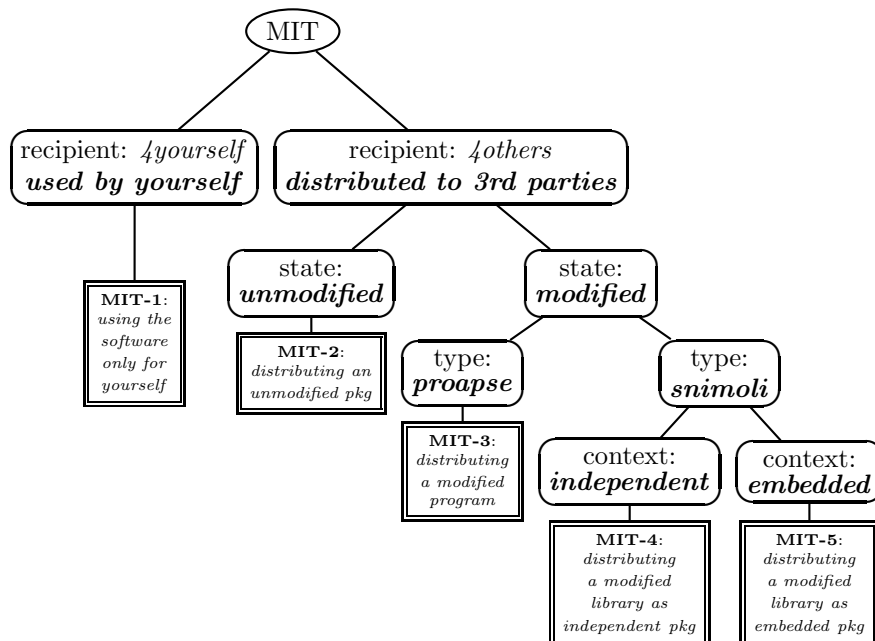 MIT
recipient: 4yourself
used by yourself
recipient: 4others
distributed to 3rd parties
state:
unmodified
state:
modified
MIT-1:
using the
software
only for
yourself
MIT-2:
distributing an
unmodified pkg
type:
proapse
type:
snimoli
MIT-3:
distributing
a modified
program
context:
independent
context:
embedded
MIT-4:
distributing
a modified
library as
independent pkg
MIT-5:
distributing
a modified
library as
embedded pkg